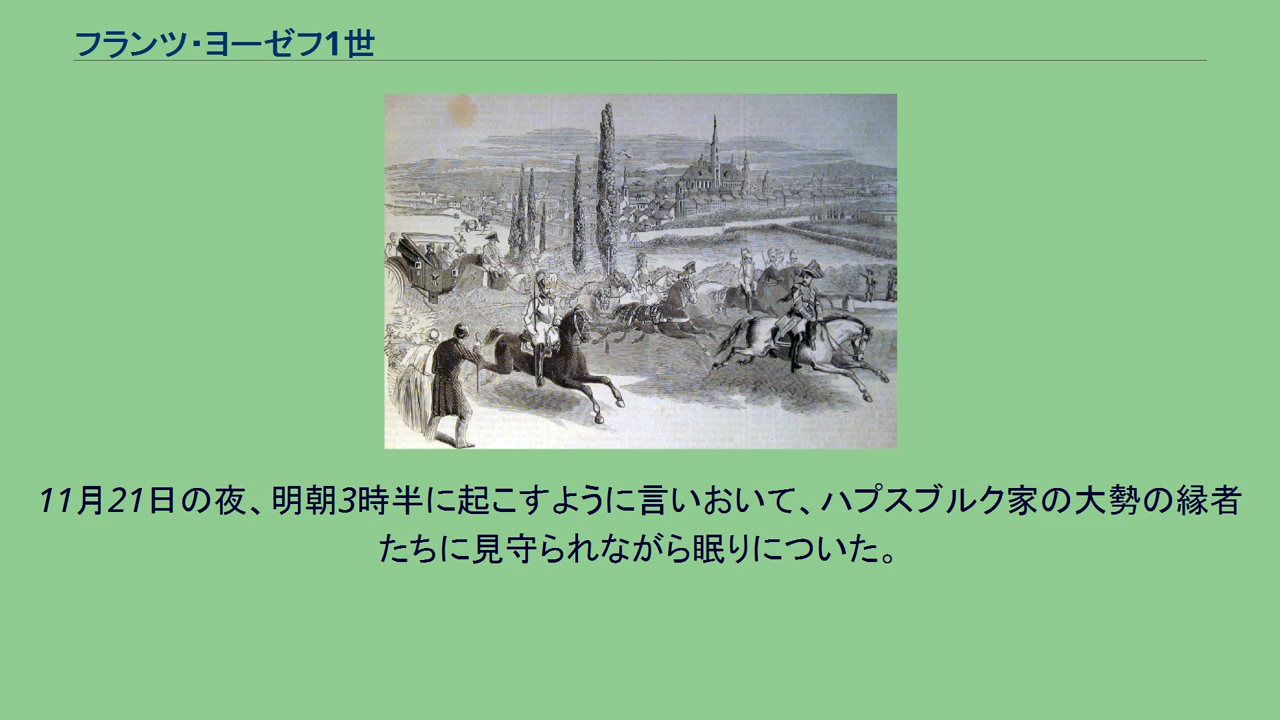 フランツ・ヨーゼフ1世
11月21日の夜、明朝3時半に起こすように言いおいて、ハプスブルク家の大勢の縁者
たちに見守られながら眠りについた。